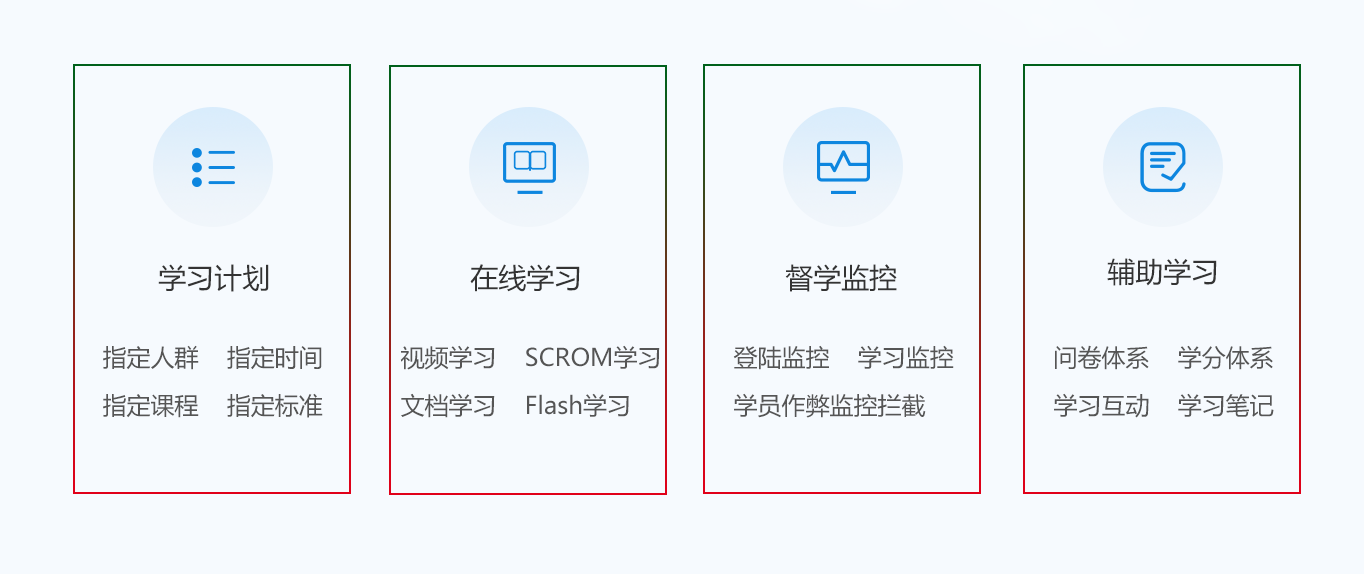 学习计划
指定人群 指定时间
指定课程 指定标准
在线学习
视频学习 SCROM学习
文档学习 Flash学习
督学监控
登陆监控 学习监控
学员作弊监控拦截
辅助学习
问卷体系 学分体系
学习互动 学习笔记